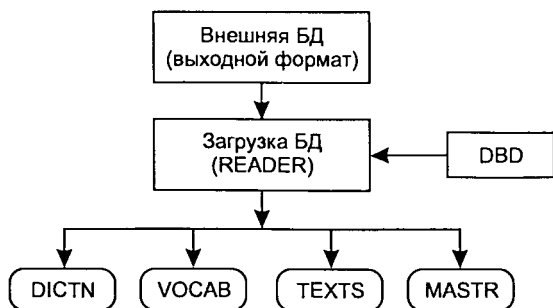 Внешняя БД
(выходной формат)
Загрузка БД
(READER)
DBD
DICTN
VOCAB
TEXTS
MASTR